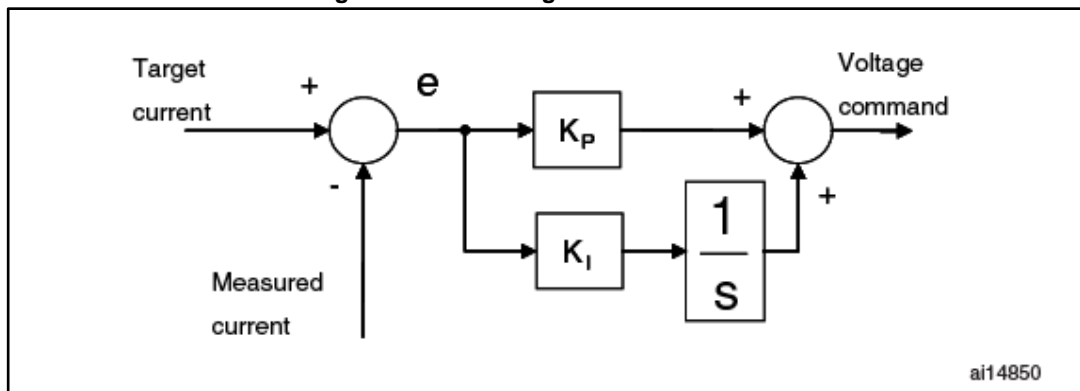 Target
current
+
-
e
K_P
K_I
1
s
+
+
Voltage
command
Measured
current
ai14850